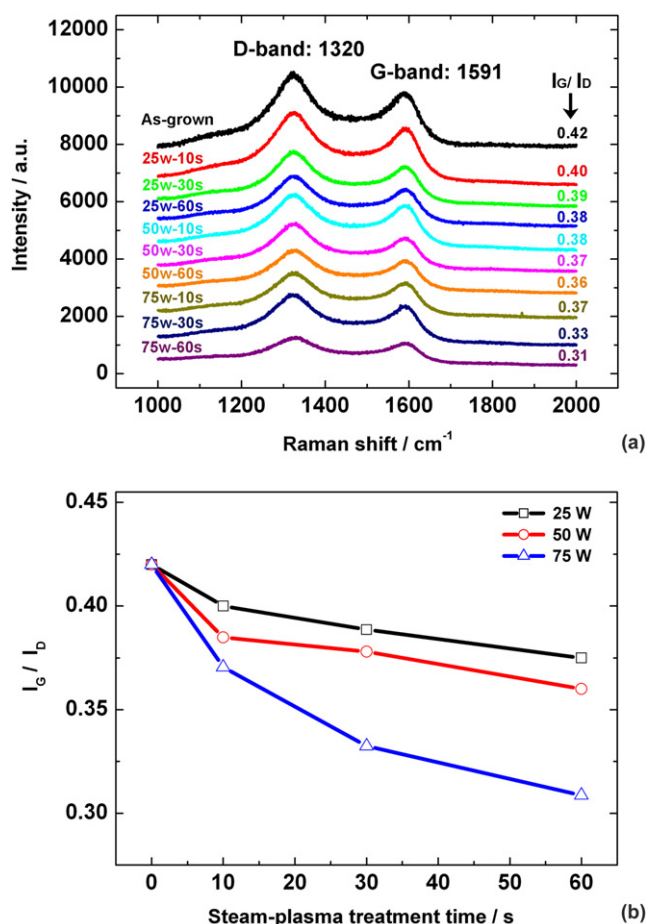 12000
10000
8000
6000
4000
2000
0
Intensity / a.u.
D-band: 1320
G-band: 1591
I_G / I_D
As-grown
0.42
25w-10s
0.40
25w-30s
0.39
25w-60s
0.38
50w-10s
0.38
50w-30s
0.37
50w-60s
0.36
75w-10s
0.37
75w-30s
0.33
75w-60s
0.31
1000 1200 1400 1600 1800 2000
Raman shift / cm⁻¹
(a)
0.45
0.40
0.35
0.30
I_G / I_D
25 W
50 W
75 W
0 10 20 30 40 50 60
Steam-plasma treatment time / s
(b)